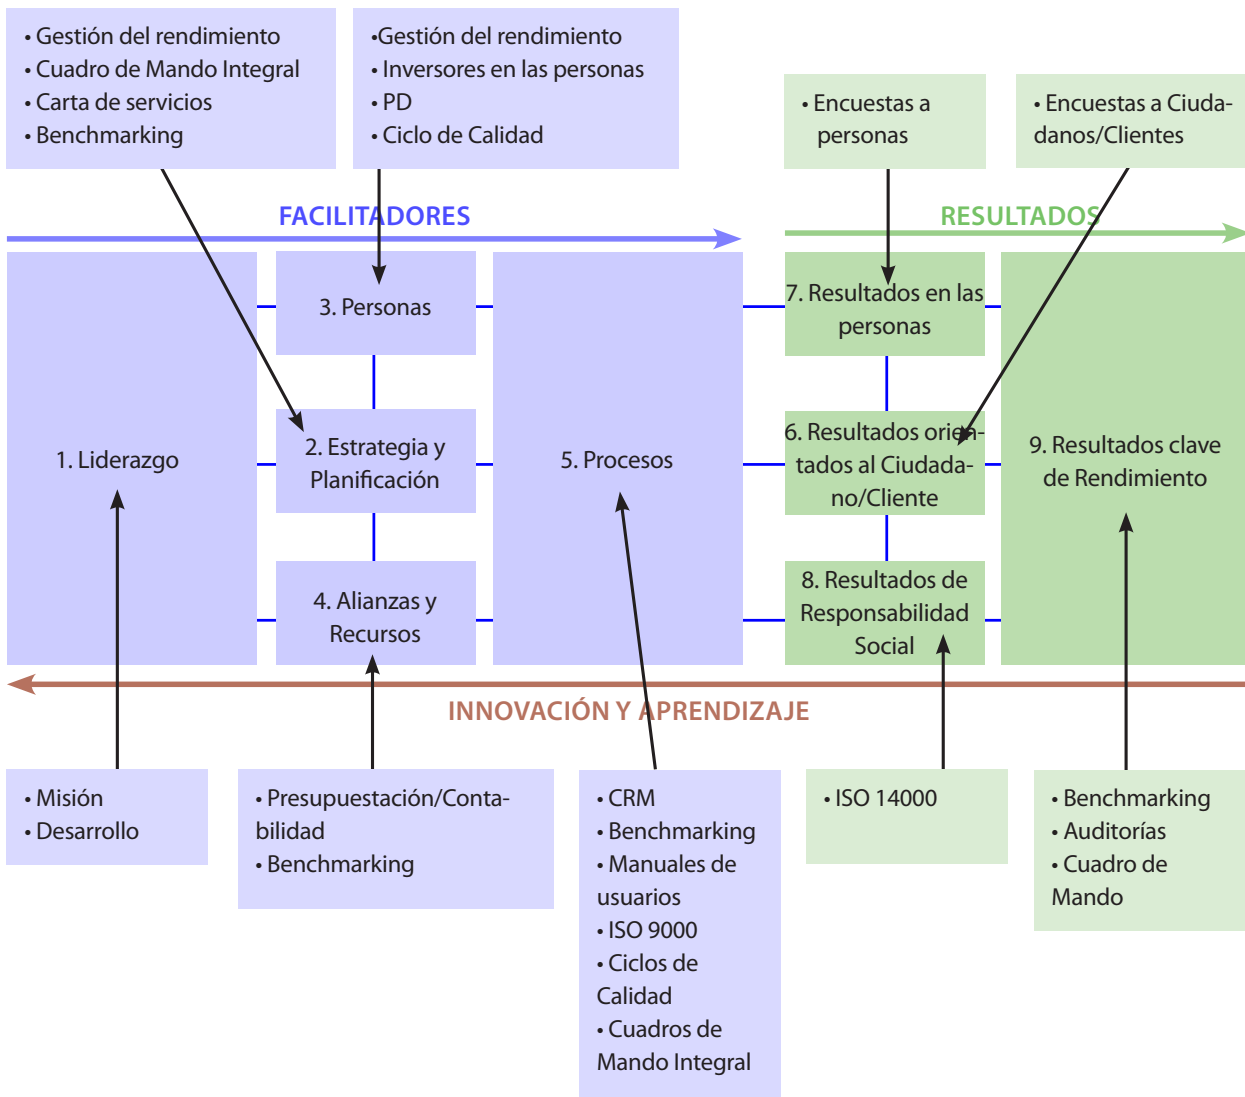 • Gestión del rendimiento
• Cuadro de Mando Integral
• Carta de servicios
• Benchmarking
•Gestión del rendimiento
• Inversores en las personas
• PD
• Ciclo de Calidad
• Encuestas a
personas
• Encuestas a Ciuda-
danos/Clientes
FACILITADORES
RESULTADOS
1. Liderazgo
3. Personas
2. Estrategia y
Planificación
4. Alianzas y
Recursos
5. Procesos
7. Resultados en las
personas
6. Resultados orien-
tados al Ciudada-
no/Cliente
8. Resultados de
Responsabilidad
Social
9. Resultados clave
de Rendimiento
INNOVACIÓN Y APRENDIZAJE
• Misión
• Desarrollo
• Presupuestación/Conta-
bilidad
• Benchmarking
• CRM
• Benchmarking
• Manuales de
usuarios
• ISO 9000
• Ciclos de
Calidad
• Cuadros de
Mando Integral
• ISO 14000
• Benchmarking
• Auditorías
• Cuadro de
Mando